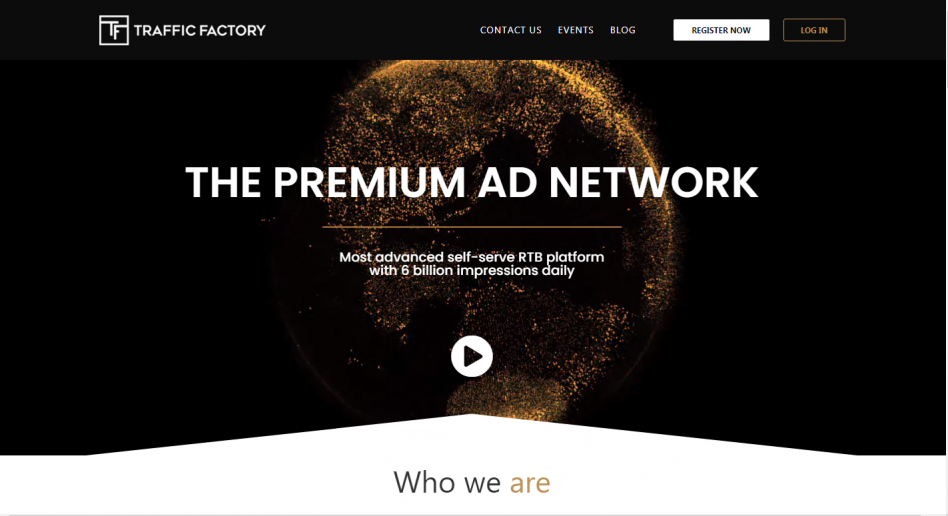 TF TRAFFIC FACTORY
CONTACT US EVENTS BLOG REGISTER NOW LOG IN
THE PREMIUM AD NETWORK
Most advanced self-serve RTB platform
with 6 billion impressions daily
Who we are